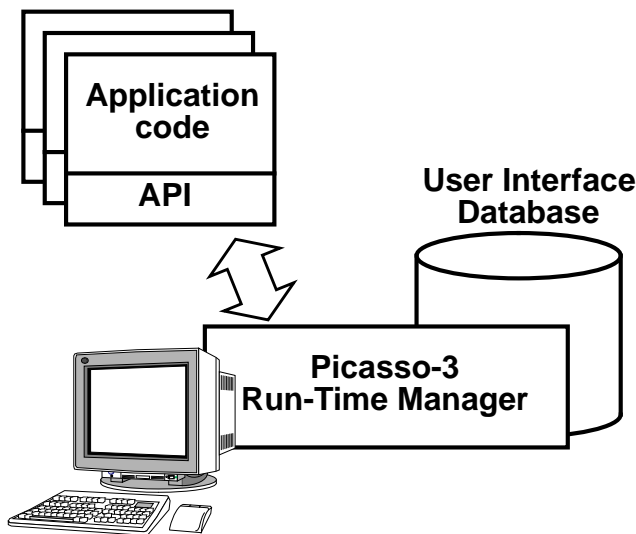 Application
code
API
User Interface
Database
Picasso-3
Run-Time Manager